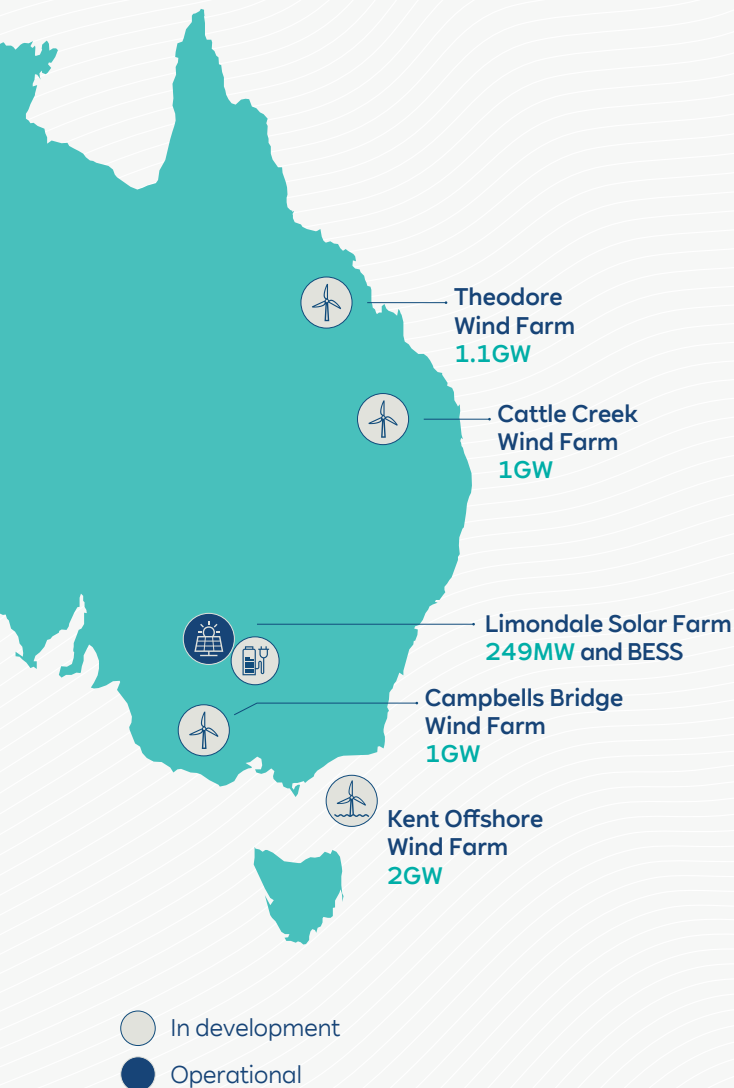 Theodore
Wind Farm
1.1GW
Cattle Creek
Wind Farm
1GW
Limondale Solar Farm
249MW and BESS
Campbells Bridge
Wind Farm
1GW
Kent Offshore
Wind Farm
2GW
In development
Operational